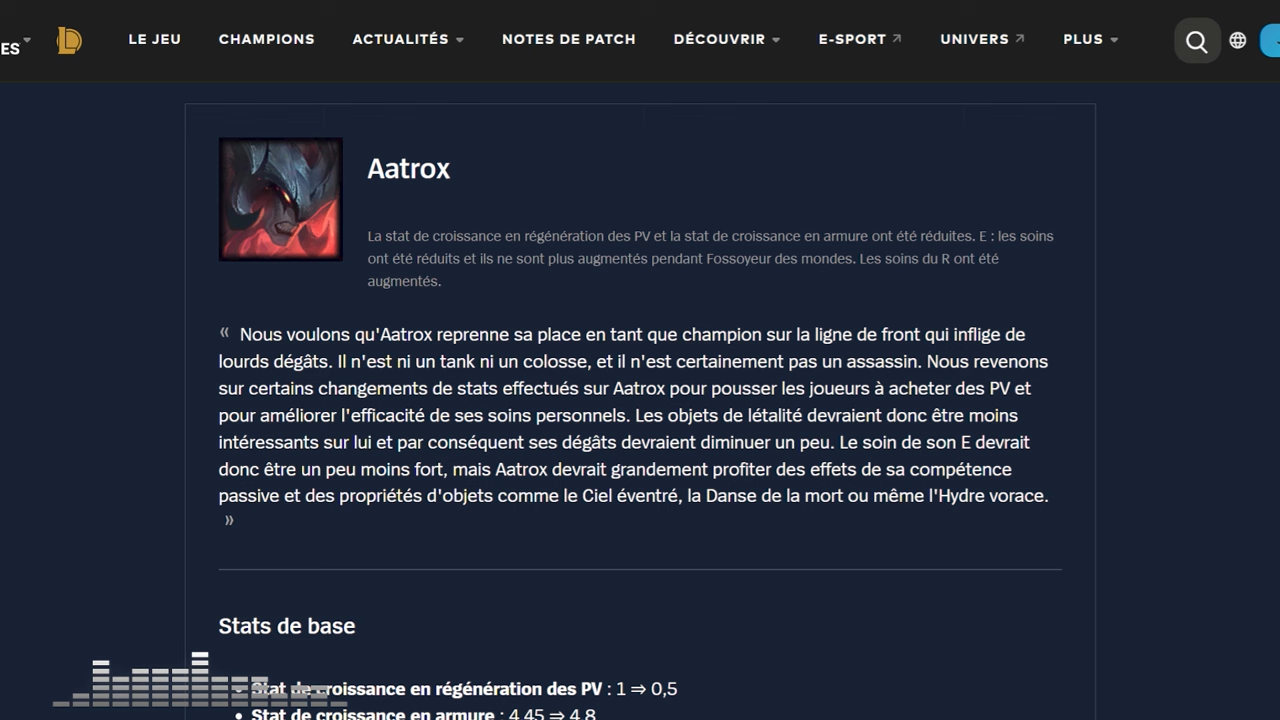 ES
LE JEU CHAMPIONS ACTUALITÉS NOTES DE PATCH DÉCOUVRIR E-SPORT UNIVERS PLUS
Aatrox
La stat de croissance en régénération des PV et la stat de croissance en armure ont été réduites. E : les soins
ont été réduits et ils ne sont plus augmentés pendant Fossoyeur des mondes. Les soins du R ont été
augmentés.
« Nous voulons qu'Aatrox reprenne sa place en tant que champion sur la ligne de front qui inflige de
lourds dégâts. Il n'est ni un tank ni un colosse, et il n'est certainement pas un assassin. Nous revenons
sur certains changements de stats effectués sur Aatrox pour pousser les joueurs à acheter des PV et
pour améliorer l'efficacité de ses soins personnels. Les objets de létalité devraient donc être moins
intéressants sur lui et par conséquent ses dégâts devraient diminuer un peu. Le soin de son E devrait
donc être un peu moins fort, mais Aatrox devrait grandement profiter des effets de sa compétence
passive et des propriétés d'objets comme le Ciel éventré, la Danse de la mort ou même l'Hydre vorace.
»
Stats de base
• Stat de croissance en régénération des PV : 1 ⇒ 0,5
• Stat de croissance en armure : 4,45 ⇒ 4,8